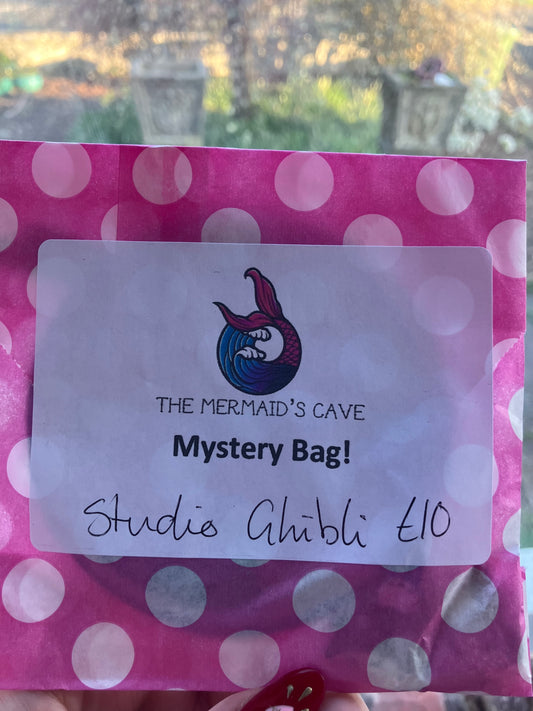 THE MERMAID'S CAVE
Mystery Bag!
Studio Ghibli £10